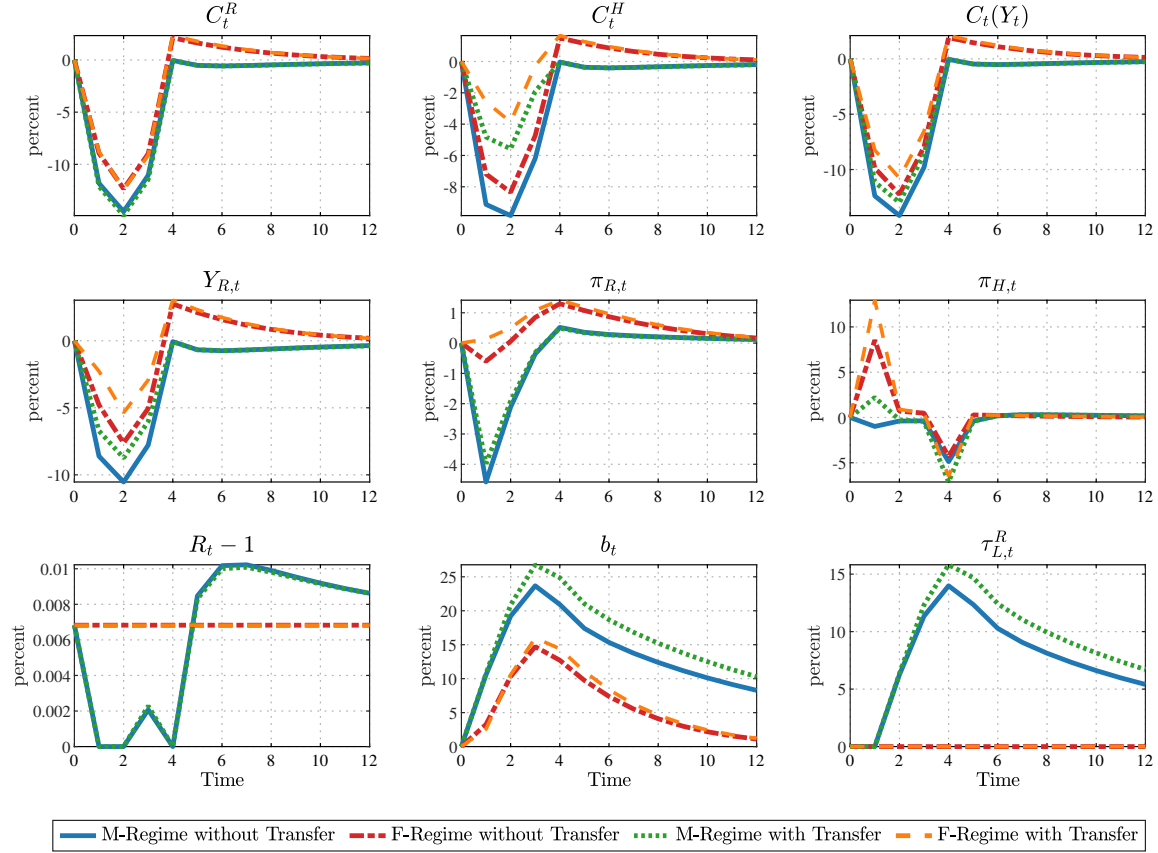 $C_t^R$ $C_t^H$ $C_t(Y_t)$
percent 0 -5 -10
0 2 4 6 8 10 12
percent 0 -2 -4 -6 -8
0 2 4 6 8 10 12
percent 0 -5 -10
0 2 4 6 8 10 12
$Y_{R,t}$ $\pi_{R,t}$ $\pi_{H,t}$
percent 0 -5 -10
0 2 4 6 8 10 12
percent 1 0 -1 -2 -3 -4
0 2 4 6 8 10 12
percent 10 5 0 -5
0 2 4 6 8 10 12
$R_t - 1$ $b_t$ $\tau_{L,t}^R$
percent 0.01 0.008 0.006 0.004 0.002 0
0 2 4 6 8 10 12
Time
percent 25 20 15 10 5 0
0 2 4 6 8 10 12
Time
percent 15 10 5 0
0 2 4 6 8 10 12
Time
M-Regime without Transfer F-Regime without Transfer M-Regime with Transfer F-Regime with Transfer